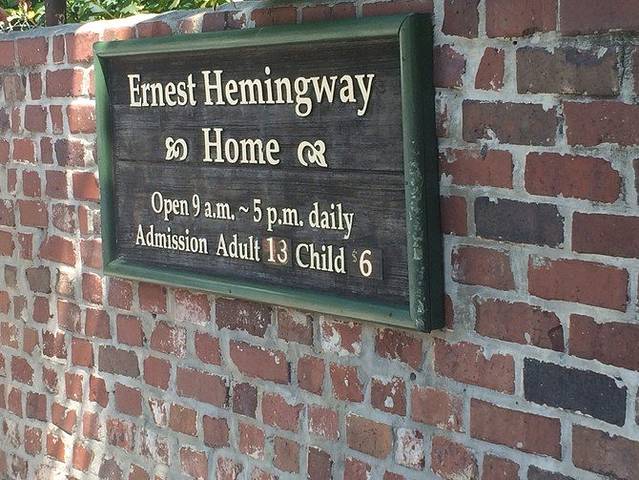 Ernest Hemingway
Home
Open 9 a.m. ~ 5 p.m. daily
Admission Adult 13 Child $6